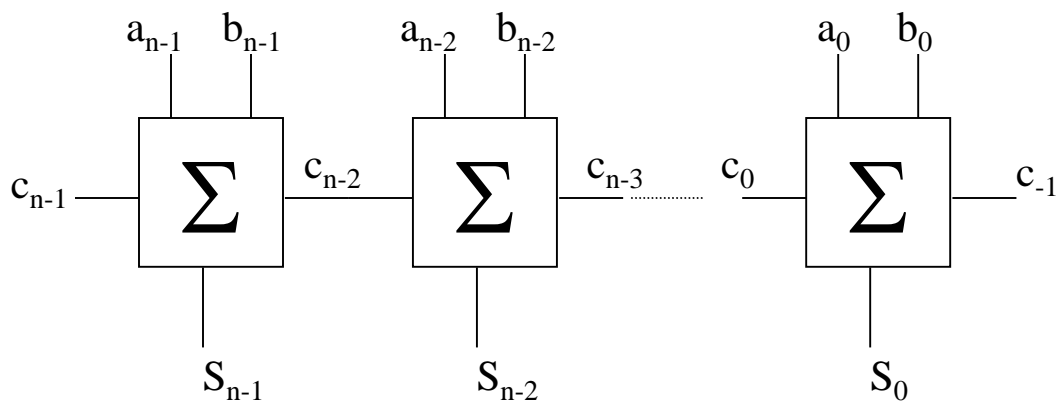 a_{n-1} b_{n-1} a_{n-2} b_{n-2} a_0 b_0
c_{n-1} Σ c_{n-2} Σ c_{n-3} c_0 Σ c_{-1}
S_{n-1} S_{n-2} S_0